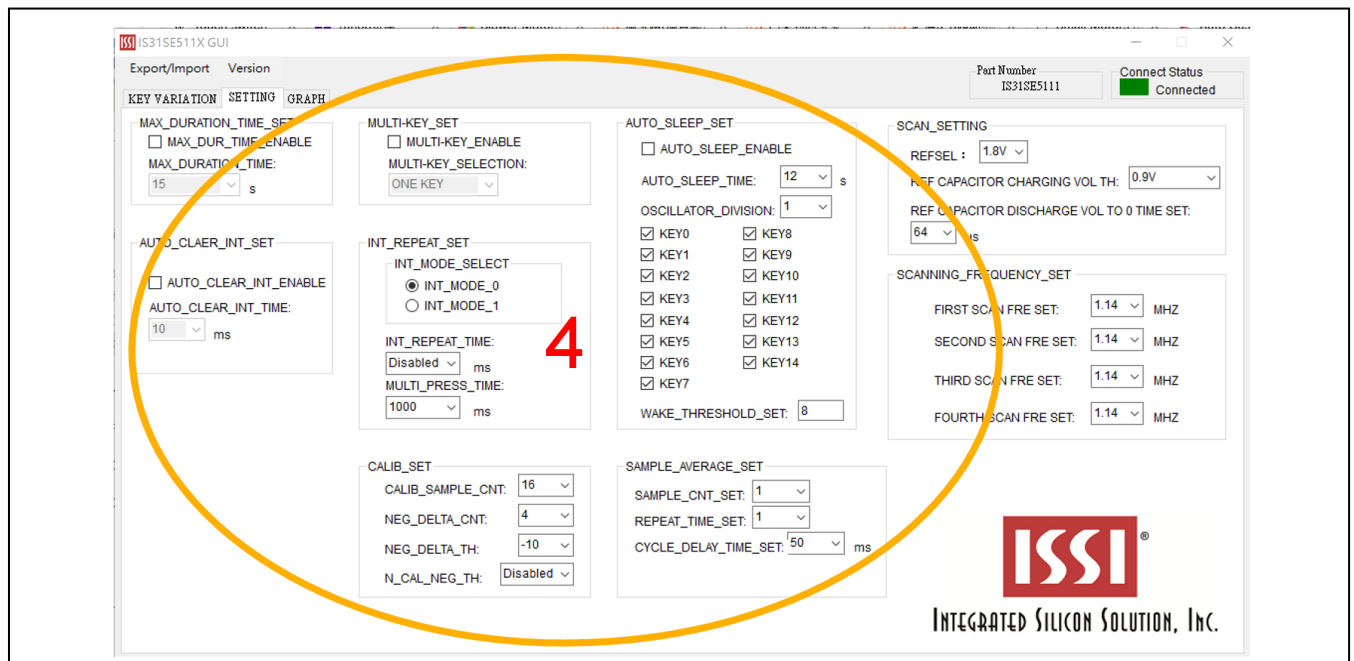 IS31SE511X GUI
Export/Import Version
Part Number
IS31SE5111
Connect Status
Connected
KEY VARIATION SETTING GRAPH
MAX_DURATION_TIME_SET
MAX_DUR_TIME_ENABLE
MAX_DURATION_TIME:
15 s
AUTO_CLAER_INT_SET
AUTO_CLEAR_INT_ENABLE
AUTO_CLEAR_INT_TIME:
10 ms
MULTI-KEY_SET
MULTI-KEY_ENABLE
MULTI-KEY_SELECTION:
ONE KEY
INT_REPEAT_SET
INT_MODE_SELECT
INT_MODE_0
INT_MODE_1
INT_REPEAT_TIME:
Disabled ms
MULTI_PRESS_TIME:
1000 ms
4
CALIB_SET
CALIB_SAMPLE_CNT: 16
NEG_DELTA_CNT: 4
NEG_DELTA_TH: -10
N_CAL_NEG_TH: Disabled
AUTO_SLEEP_SET
AUTO_SLEEP_ENABLE
AUTO_SLEEP_TIME: 12 s
OSCILLATOR_DIVISION: 1
KEY0 KEY8
KEY1 KEY9
KEY2 KEY10
KEY3 KEY11
KEY4 KEY12
KEY5 KEY13
KEY6 KEY14
KEY7
WAKE_THRESHOLD_SET: 8
SAMPLE_AVERAGE_SET
SAMPLE_CNT_SET: 1
REPEAT_TIME_SET: 1
CYCLE_DELAY_TIME_SET: 50 ms
SCAN_SETTING
REFSEL : 1.8V
REF CAPACITOR CHARGING VOL TH: 0.9V
REF CAPACITOR DISCHARGE VOL TO 0 TIME SET:
64 us
SCANNING_FREQUENCY_SET
FIRST SCAN FRE SET: 1.14 MHZ
SECOND SCAN FRE SET: 1.14 MHZ
THIRD SCAN FRE SET: 1.14 MHZ
FOURTH SCAN FRE SET: 1.14 MHZ
ISSI®
INTEGRATED SILICON SOLUTION, INC.